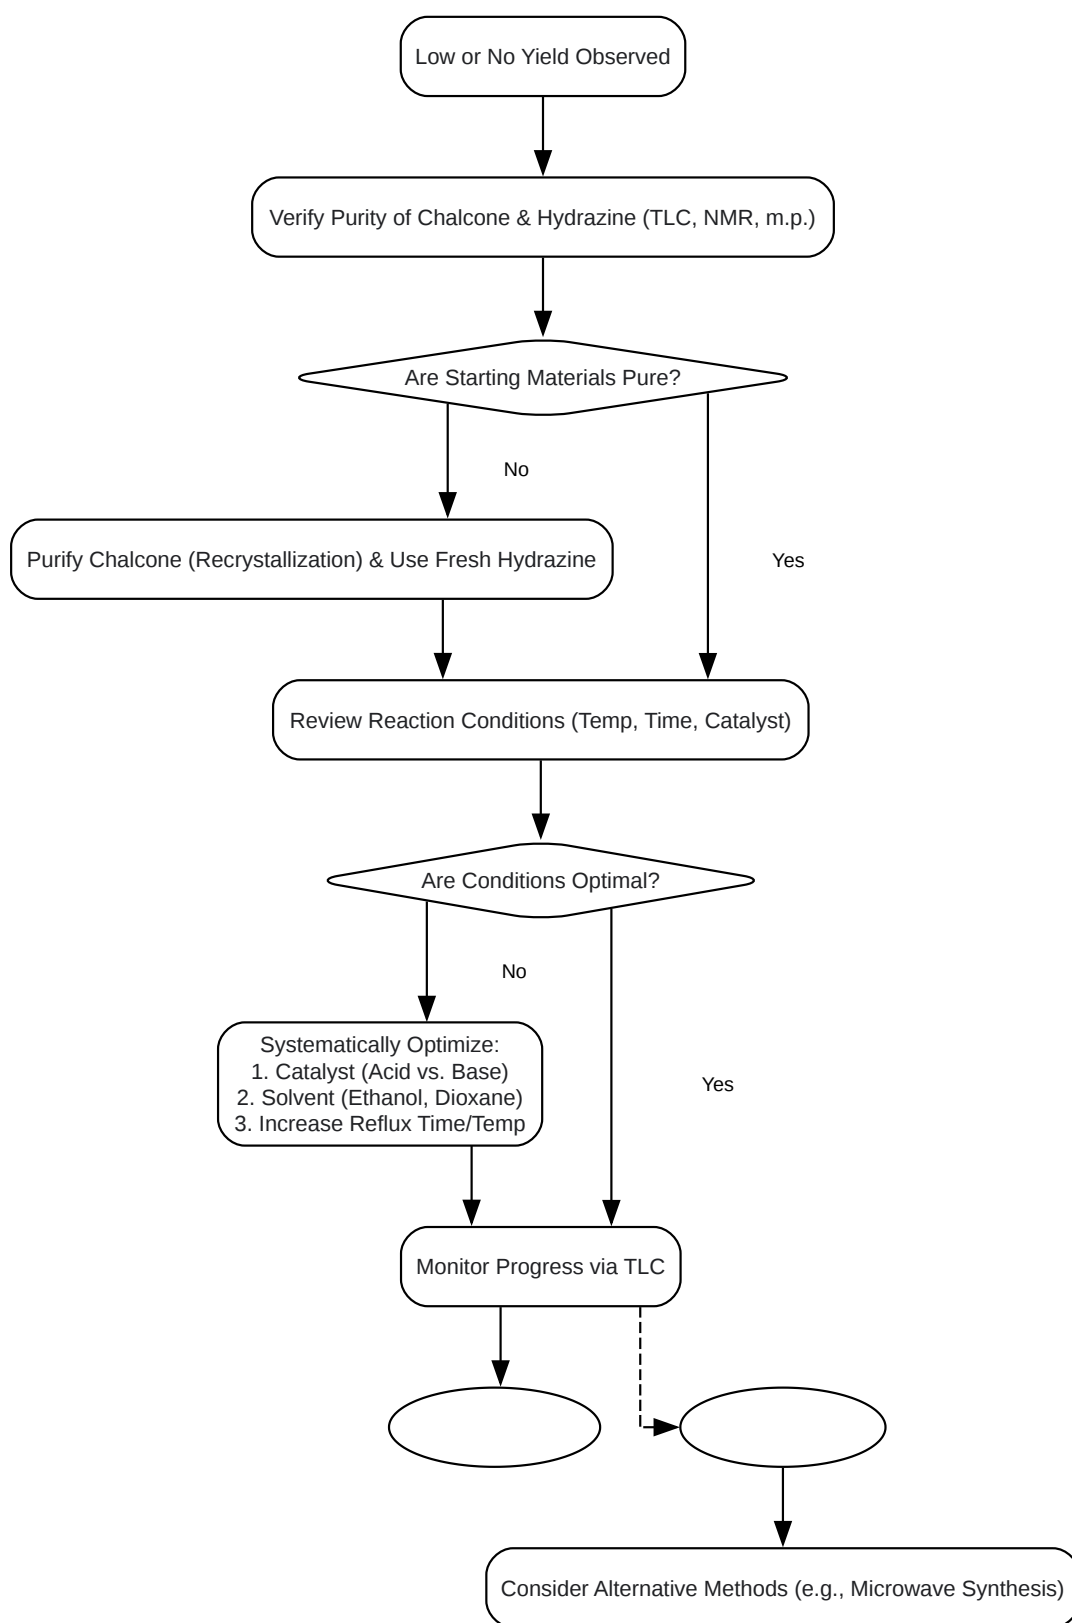 Low or No Yield Observed
Verify Purity of Chalcone & Hydrazine (TLC, NMR, m.p.)
Are Starting Materials Pure?
No
Purify Chalcone (Recrystallization) & Use Fresh Hydrazine
Yes
Review Reaction Conditions (Temp, Time, Catalyst)
Are Conditions Optimal?
No
Systematically Optimize:
1. Catalyst (Acid vs. Base)
2. Solvent (Ethanol, Dioxane)
3. Increase Reflux Time/Temp
Yes
Monitor Progress via TLC
Consider Alternative Methods (e.g., Microwave Synthesis)